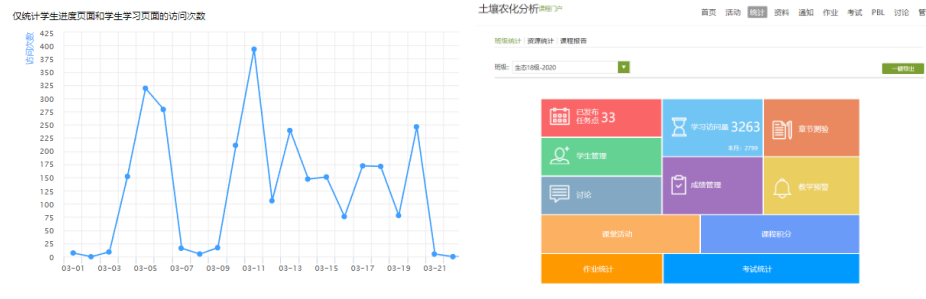 仅统计学生进度页面和学生学习页面的访问次数
访问次数
425
400
375
350
325
300
275
250
225
200
175
150
125
100
75
50
25
0
03-01 03-03 03-05 03-07 03-09 03-11 03-13 03-15 03-17 03-19 03-21
土壤农化分析课程门户
首页 活动 统计 资料 通知 作业 考试 PBL 讨论 管
班级统计 资源统计 课程报告
班级: 生态18级-2020
一键导出
已发布
任务点 33
学习访问量 3263
本月: 2799
章节测验
学生管理
讨论
成绩管理
教学预警
课堂活动
课程积分
作业统计
考试统计